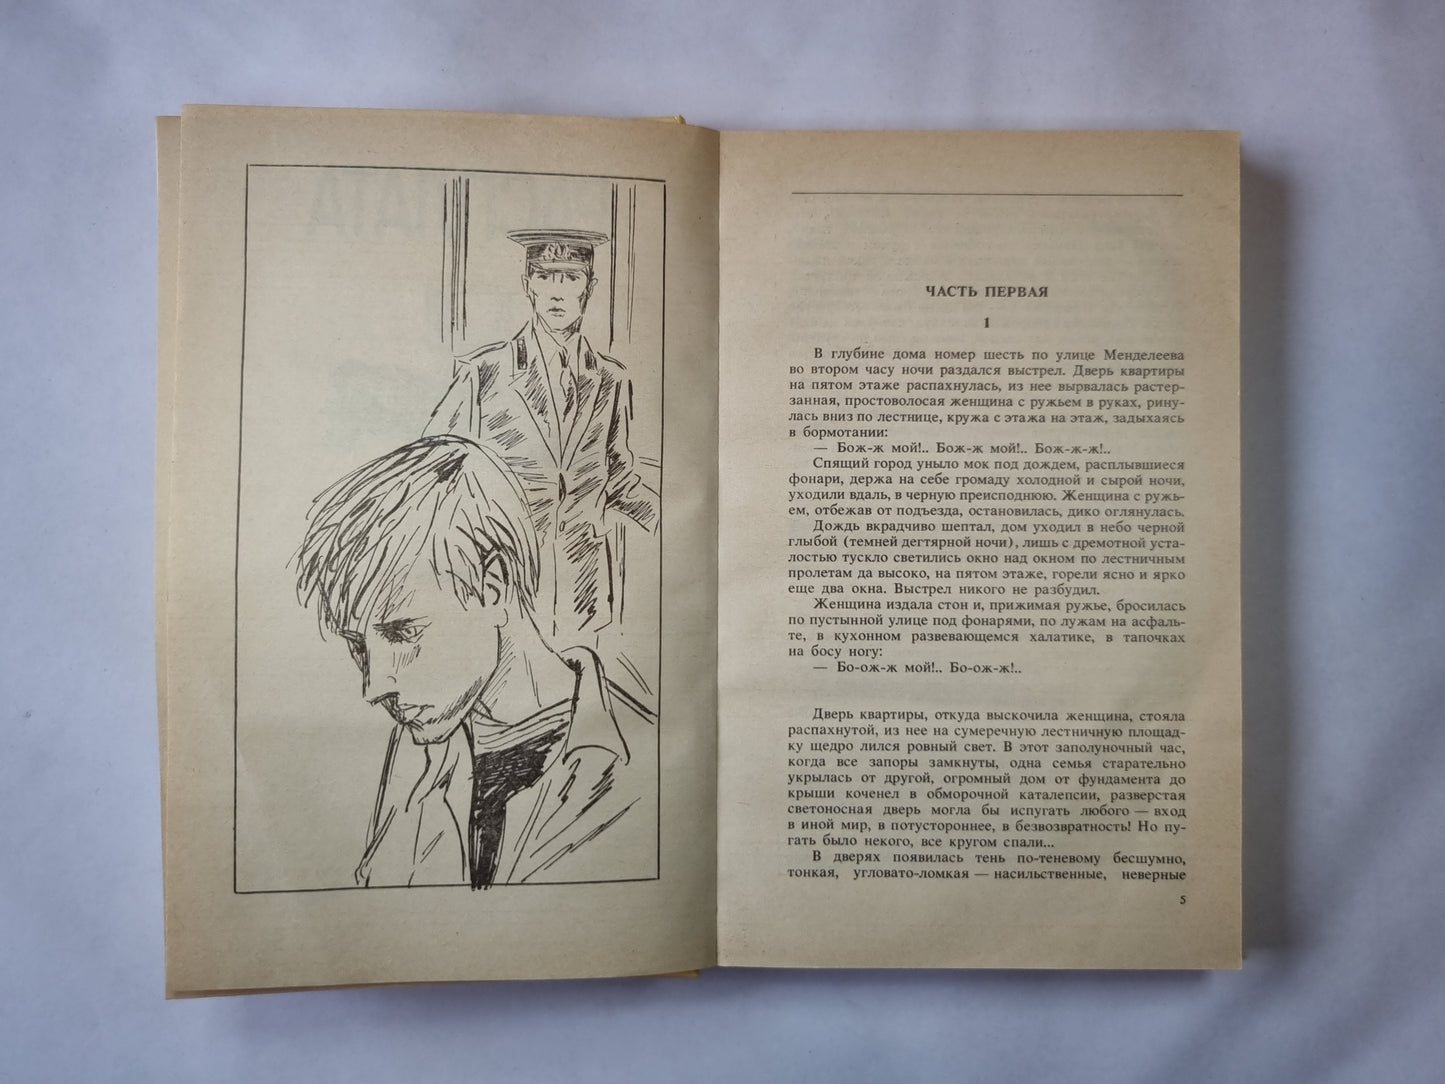 ЧАСТЬ ПЕРВАЯ
1
В глубине дома номер шесть по улице Менделеева
во втором часу ночи раздался выстрел. Дверь квартиры
на пятом этаже распахнулась, из нее вырвалась растер-
занная, простоволосая женщина с ружьем в руках, рину-
лась вниз по лестнице, кружа с этажа на этаж, задыхаясь
в бормотании:
— Бож-ж мой!.. Бож-ж мой!.. Бож-ж-ж!..
Спящий город уныло мок под дождем, расплывшиеся
фонари, держа на себе громаду холодной и сырой ночи,
уходили вдаль, в черную преисподнюю. Женщина с ружь-
ем, отбежав от подъезда, остановилась, дико оглянулась.
Дождь вкрадчиво шептал, дом уходил в небо черной
глыбой (темней дегтярной ночи), лишь с дремотной уста-
лостью тускло светились окно над окном по лестничным
пролетам да высоко, на пятом этаже, горели ясно и ярко
еще два окна. Выстрел никого не разбудил.
Женщина издала стон и, прижимая ружье, бросилась
по пустынной улице под фонарями, по лужам на асфаль-
те, в кухонном развевающемся халатике, в тапочках
на босу ногу:
— Бо-ож-ж мой!.. Бо-ож-ж!..
Дверь квартиры, откуда выскочила женщина, стояла
распахнутой, из нее на сумеречную лестничную площад-
ку щедро лился ровный свет. В этот заполуночный час,
когда все запоры замкнуты, одна семья старательно
укрылась от другой, огромный дом от фундамента до
крыши коченел в обморочной каталепсии, разверстая
светоносная дверь могла бы испугать любого — вход
в иной мир, в потустороннее, в безвозвратность! Но пу-
гать было некого, все кругом спали...
В дверях появилась тень по-теневому бесшумно,
тонкая, угловато-ломкая — насильственные, неверные
5